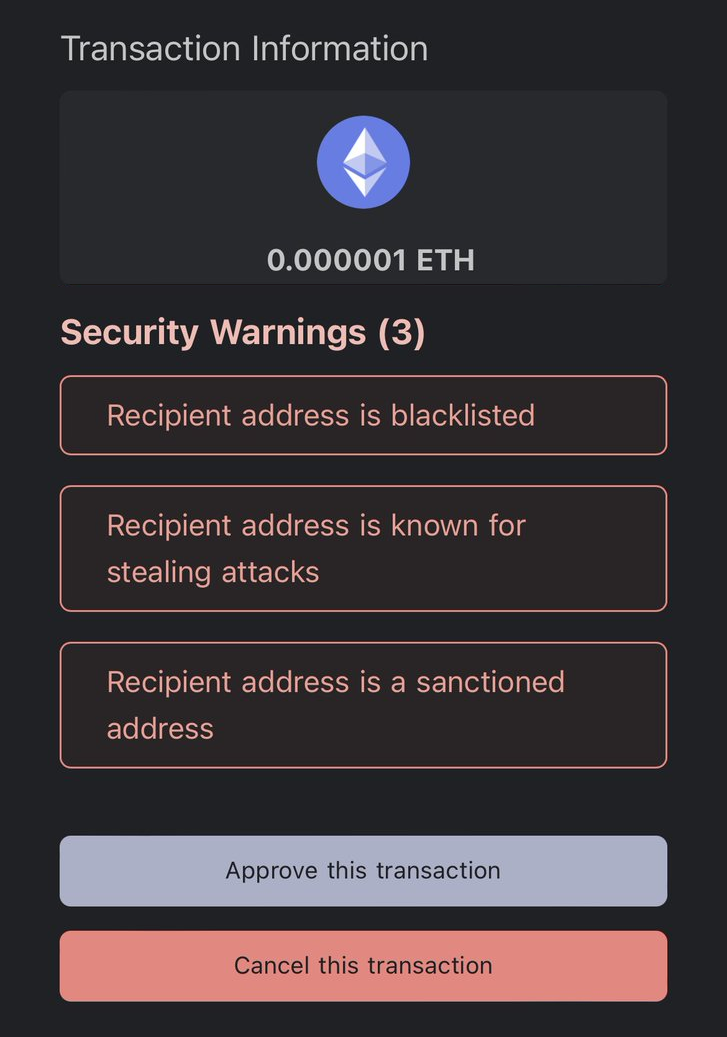 Transaction Information
0.000001 ETH
Security Warnings (3)
Recipient address is blacklisted
Recipient address is known for
stealing attacks
Recipient address is a sanctioned
address
Approve this transaction
Cancel this transaction